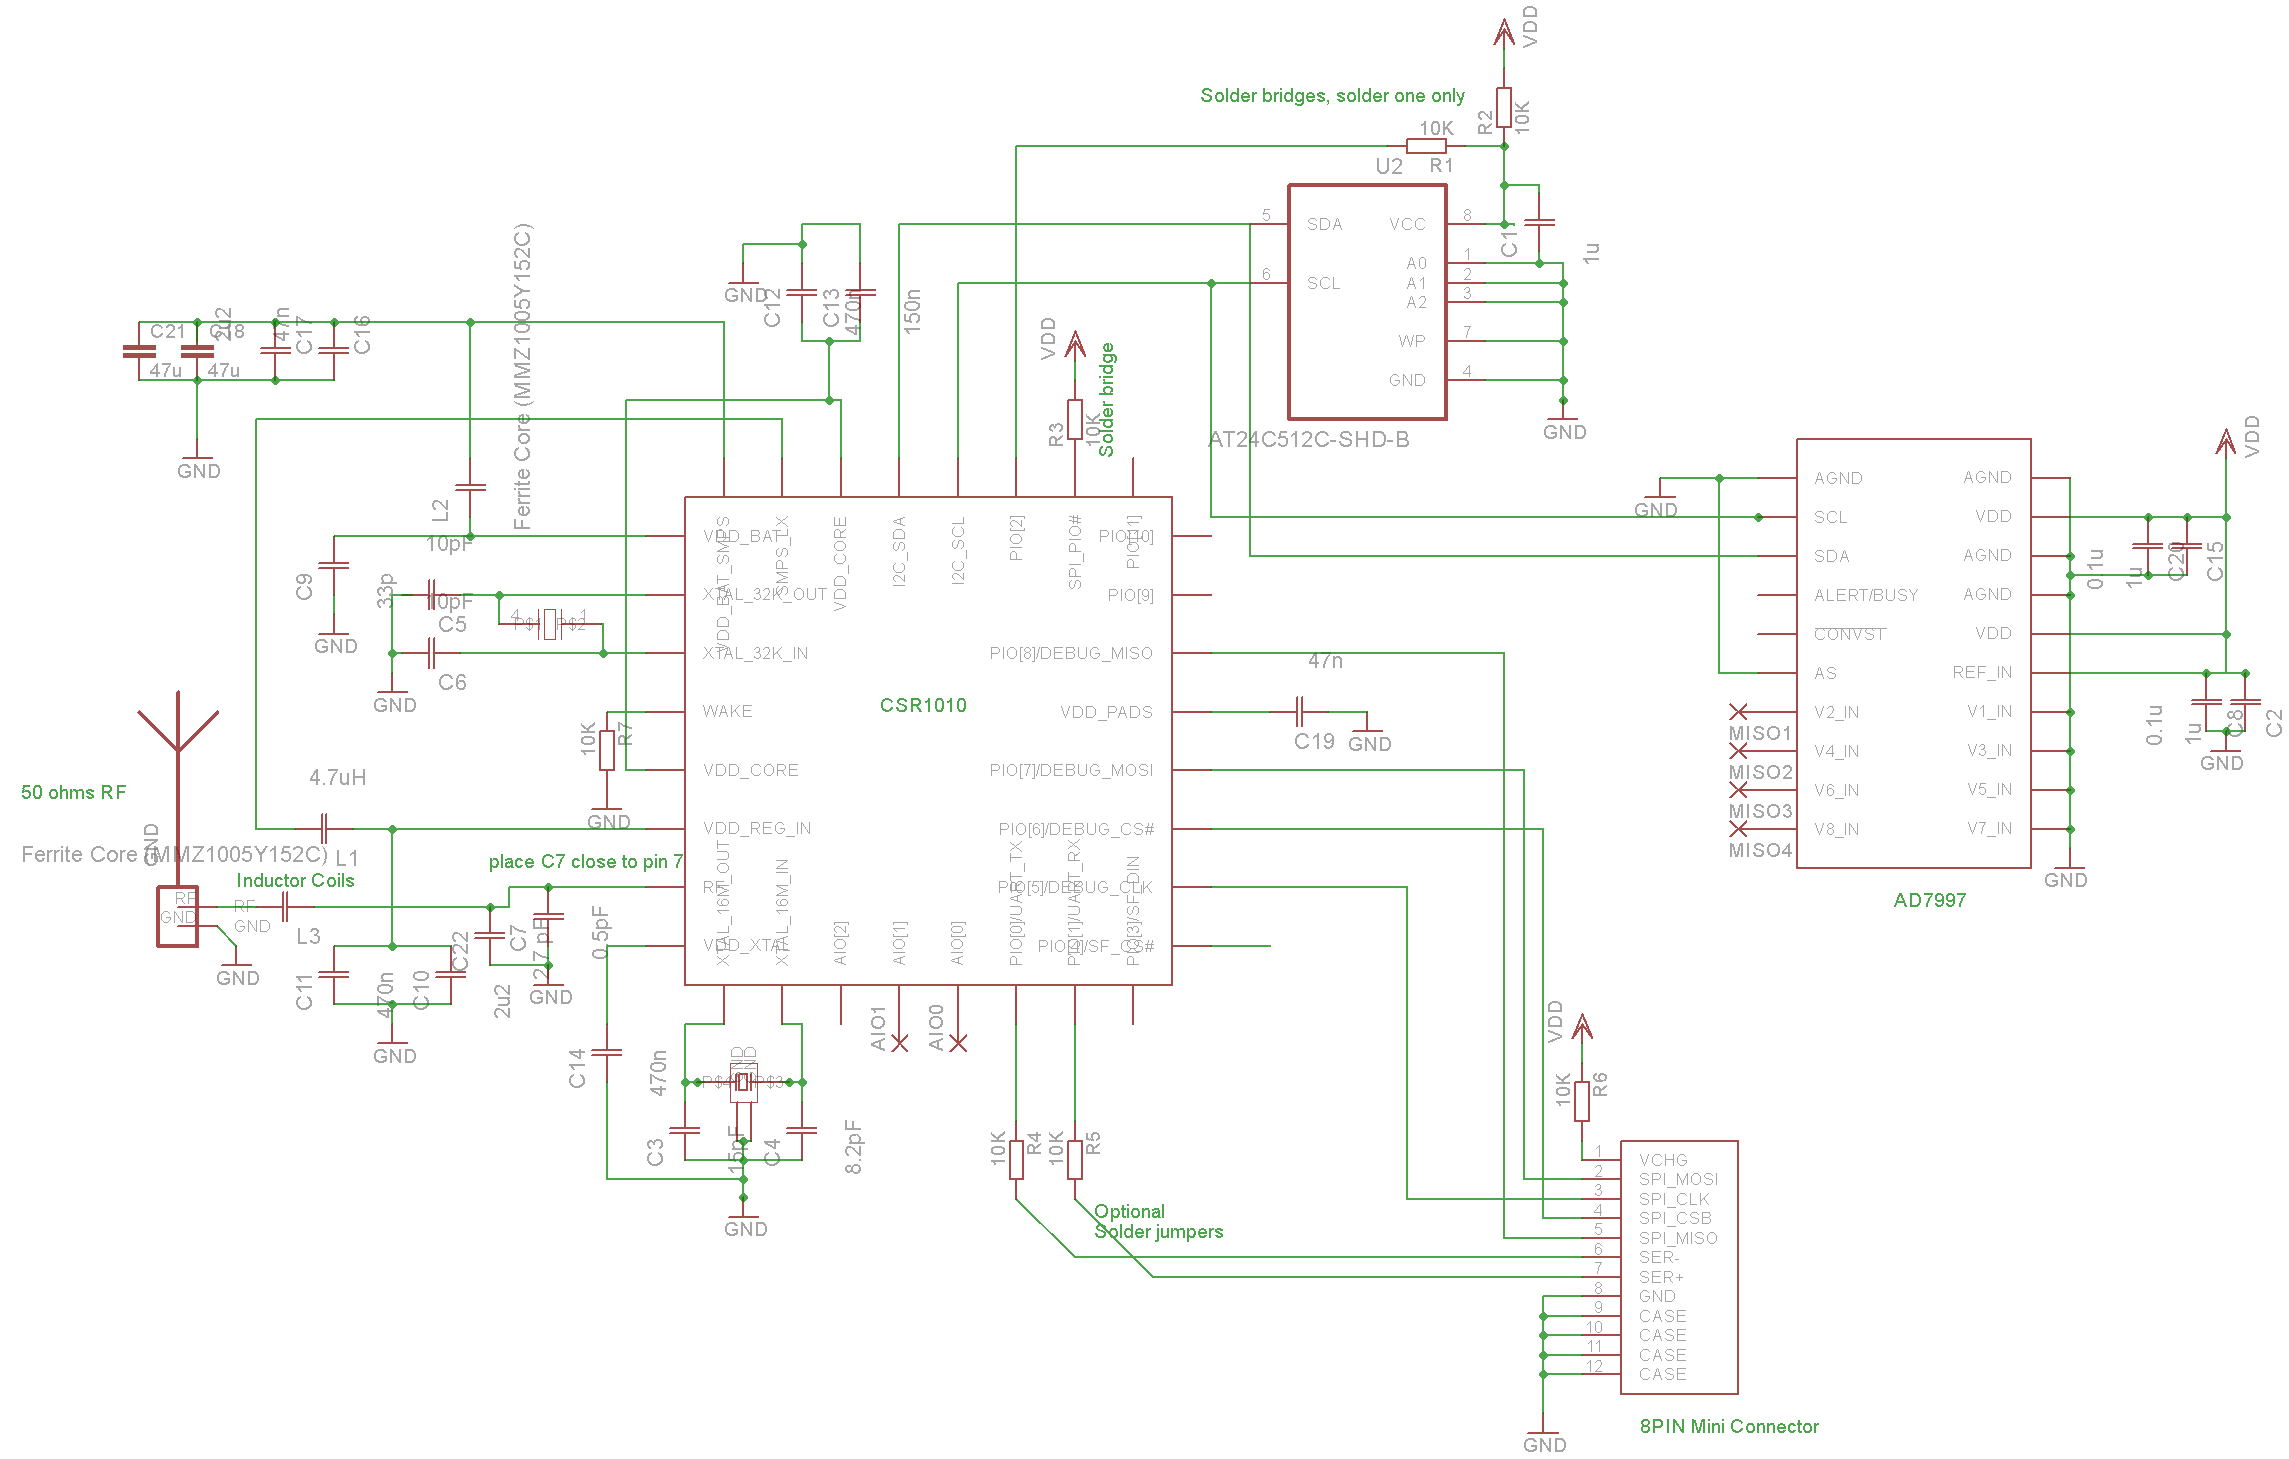 VDD
Solder bridges, solder one only
R2
10K
10K
U2
R1
5
SDA
VCC
8
6
SCL
A0
1
A1
2
A2
3
WP
7
GND
4
C1
1u
GND
AT24C512C-SHD-B
GND
C12
C13
470n
150n
C21
C18
2u2
47n
C17
C16
47u
47u
GND
Ferrite Core (MMZ1005Y152C)
L2
VDD
Solder bridge
R3
10K
VDD_BAT_SMPS
SMPS_LX
VDD_CORE
I2C_SDA
I2C_SCL
PIO[2]
SPI_PIO#
PIO[11]
VDD_BAT
XTAL_32K_OUT
XTAL_32K_IN
WAKE
VDD_CORE
VDD_REG_IN
RF
VDD_XTAL
PIO[10]
PIO[9]
PIO[8]/DEBUG_MISO
VDD_PADS
PIO[7]/DEBUG_MOSI
PIO[6]/DEBUG_CS#
PIO[5]/DEBUG_CLK
PIO[4]/SF_CS#
XTAL_16M_OUT
XTAL_16M_IN
AIO[2]
AIO[1]
AIO[0]
PIO[0]/UART_TX
PIO[1]/UART_RX
PIO[3]/SF_DIN
CSR1010
10pF
C9
33p
10pF
C5
4
P$1
P$2
1
C6
GND
GND
10K
R7
GND
50 ohms RF
GND
4.7uH
Ferrite Core (MMZ1005Y152C)
L1
Inductor Coils
place C7 close to pin 7
RF
GND
RF
GND
L3
GND
C22
C7
2.7 pF
0.5pF
2u2
GND
C11
470n
C10
GND
C14
470n
GND
GND
P$4
P$3
C3
15pF
C4
8.2pF
GND
AIO1
AIO0
47n
C19
GND
10K
R4
10K
R5
Optional
Solder jumpers
VDD
GND
AGND
SCL
SDA
ALERT/BUSY
CONVST
AS
V2_IN
V4_IN
V6_IN
V8_IN
AGND
VDD
AGND
AGND
VDD
REF_IN
V1_IN
V3_IN
V5_IN
V7_IN
MISO1
MISO2
MISO3
MISO4
0.1u
1u
C20
C15
0.1u
1u
C8
C2
GND
GND
AD7997
VDD
10K
R6
1
VCHG
2
SPI_MOSI
3
SPI_CLK
4
SPI_CSB
5
SPI_MISO
6
SER-
7
SER+
8
GND
9
CASE
10
CASE
11
CASE
12
CASE
GND
8PIN Mini Connector